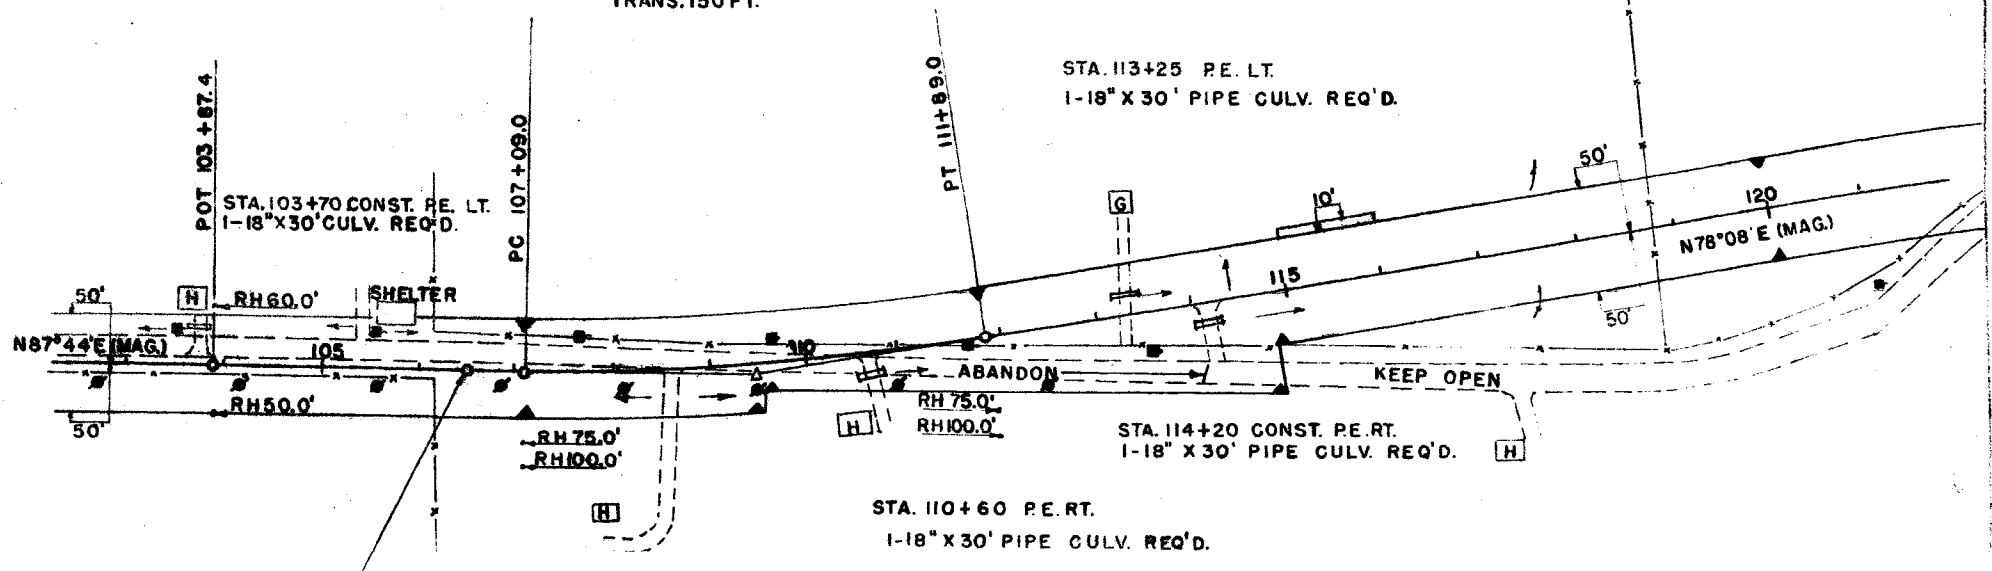 TRANS. 150 FT.
POT 103+87.4
PC 107+09.0
PT 111+89.0
STA. 113+25 P.E. LT.
1-18" X 30' PIPE CULV. REQ'D.
STA. 103+70 CONST. P.E. LT.
1-18" X 30' CULV. REQ'D.
G
10'
50'
120
N78°08'E (MAG.)
115
50'
H
RH 60.0'
SHELTER
50'
N87°44'E (MAG.)
105
110
ABANDON
KEEP OPEN
50'
RH 50.0'
RH 75.0'
RH 100.0'
H
RH 75.0'
RH 100.0'
STA. 114+20 CONST. P.E. RT.
1-18" X 30' PIPE CULV. REQ'D.
H
H
STA. 110+60 P.E. RT.
1-18" X 30' PIPE CULV. REQ'D.